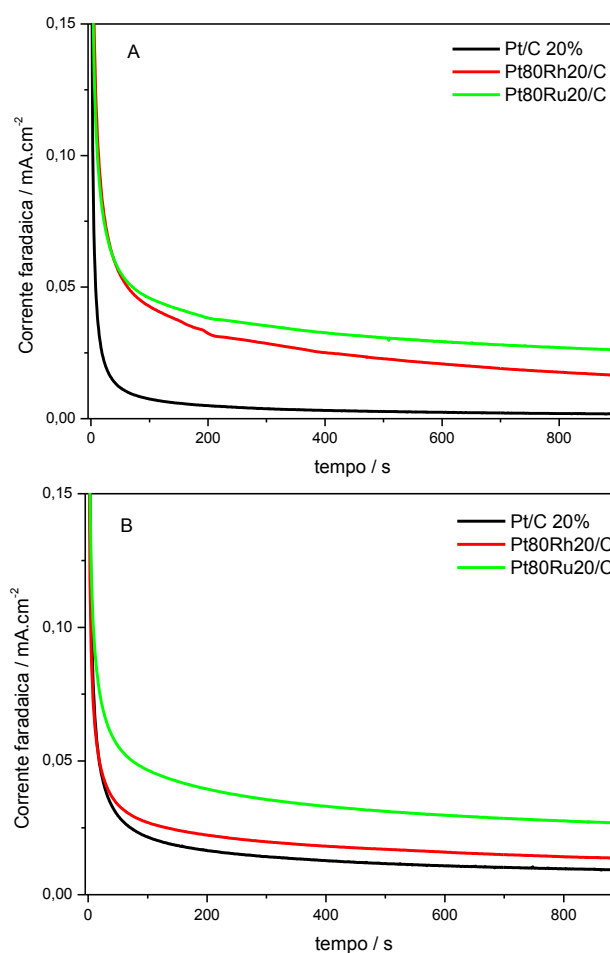 0,15
A
Pt/C 20%
Pt80Rh20/C
Pt80Ru20/C
0,10
0,05
0,00
Corrente faradaica / mA.cm-2
0 200 400 600 800
tempo / s
0,15
B
Pt/C 20%
Pt80Rh20/C
Pt80Ru20/C
0,10
0,05
0,00
Corrente faradaica / mA.cm-2
0 200 400 600 800
tempo / s